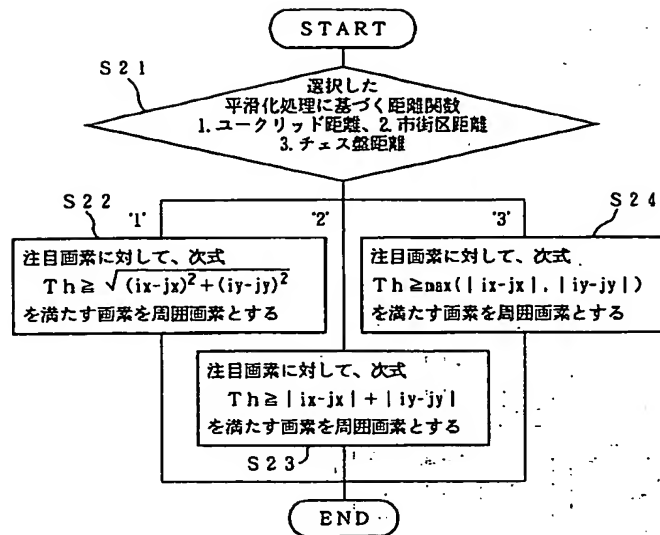 START
S21
選択した
平滑化処理に基づく距離関数
1. ユークリッド距離、2. 市街区距離
3. チェス盤距離
S22
'1'
'2'
'3'
S24
注目画素に対して、次式
Th≧√(ix-jx)²+(iy-jy)²
を満たす画素を周囲画素とする
注目画素に対して、次式
Th≧max(|ix-jx|,|iy-jy|)
を満たす画素を周囲画素とする
注目画素に対して、次式
Th≧|ix-jx|+|iy-jy|
を満たす画素を周囲画素とする
S23
END